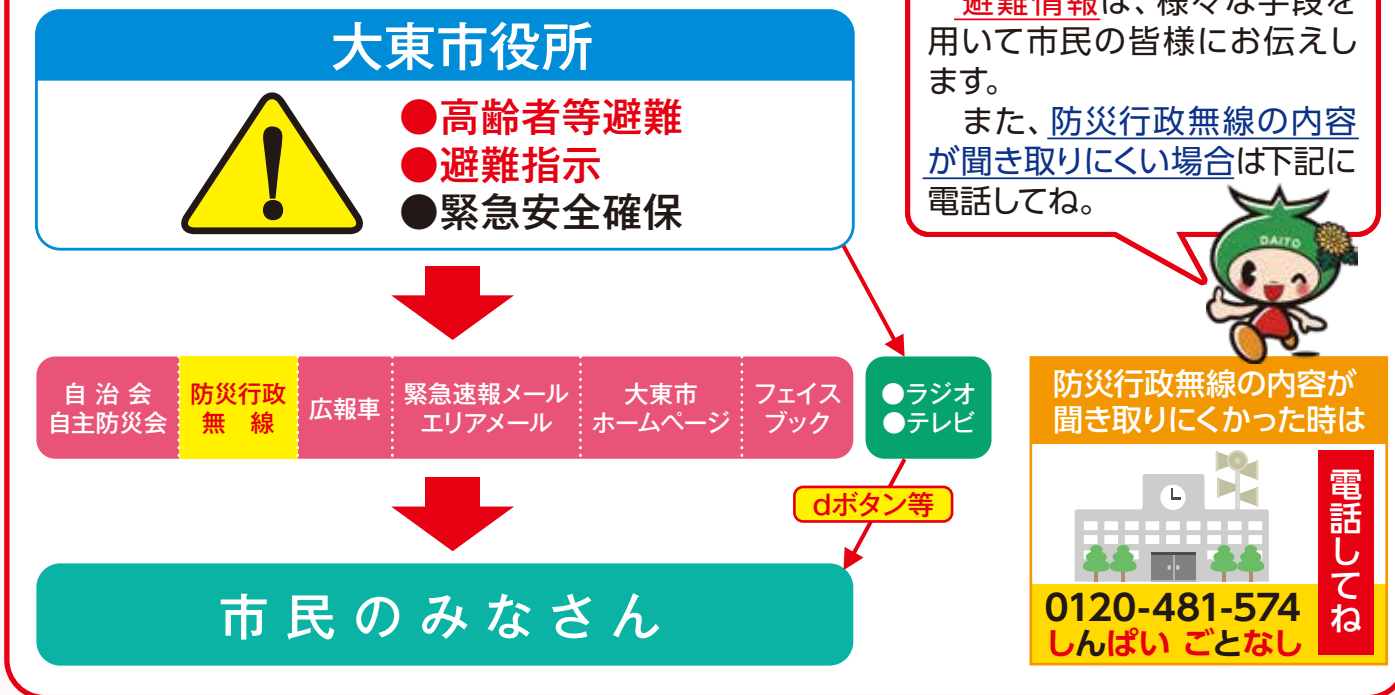 避難情報は、様々な手段を
用いて市民の皆様にお伝えし
ます。
また、防災行政無線の内容
が聞き取りにくい場合は下記に
電話してね。
大東市役所
●高齢者等避難
●避難指示
●緊急安全確保
DAITO
自治会
自主防災会
防災行政
無線
広報車
緊急速報メール
エリアメール
大東市
ホームページ
フェイス
ブック
●ラジオ
●テレビ
dボタン等
市民のみなさん
防災行政無線の内容が
聞き取りにくかった時は
電話してね
0120-481-574
しんぱい ごとなし